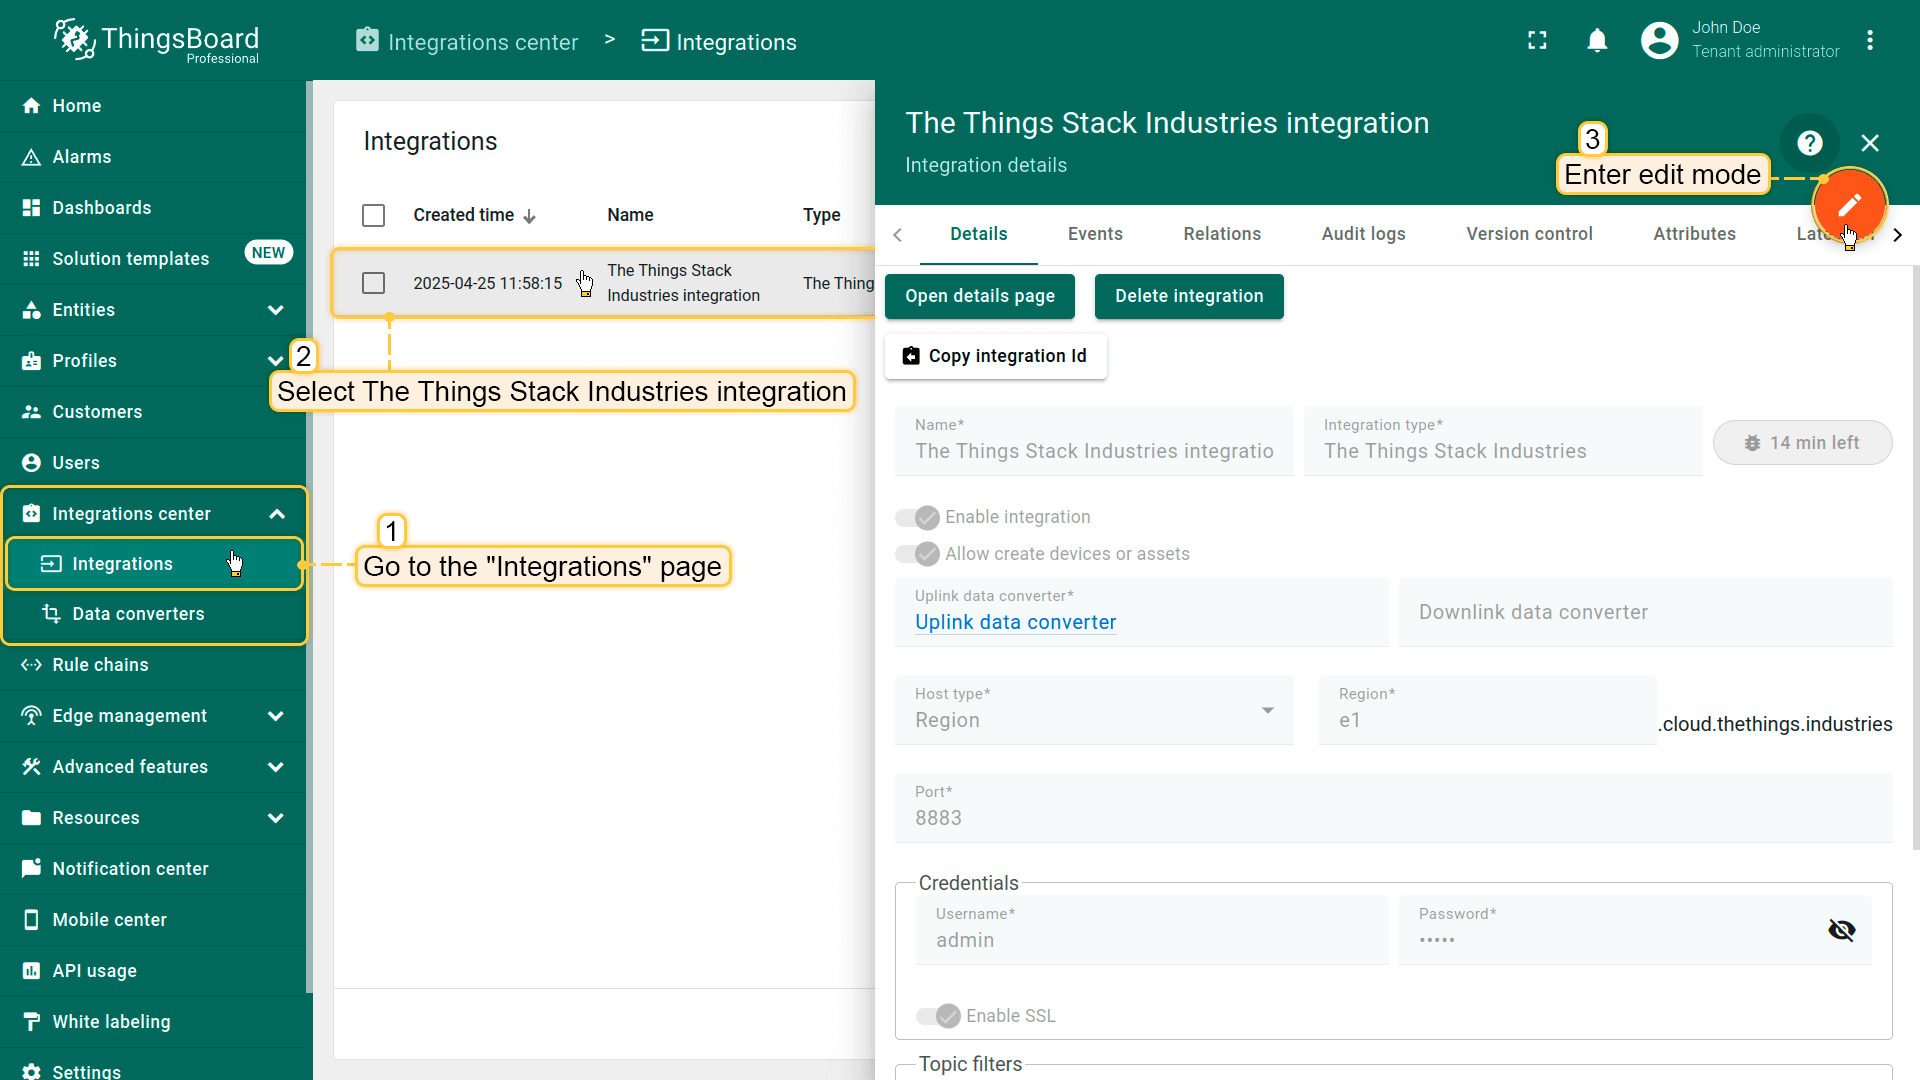 ThingsBoard
Professional
Integrations center > Integrations
John Doe
Tenant administrator
Home
Alarms
Dashboards
Solution templates
NEW
Entities
Profiles
Customers
Users
Integrations center
Integrations
Data converters
Rule chains
Edge management
Advanced features
Resources
Notification center
Mobile center
API usage
White labeling
Settings
Integrations
Created time Name Type
2025-04-25 11:58:15
The Things Stack
Industries integration
The Thing
2
Select The Things Stack Industries integration
1
Go to the "Integrations" page
The Things Stack Industries integration
Integration details
3
Enter edit mode
Details Events Relations Audit logs Version control Attributes
Open details page
Delete integration
Copy integration Id
Name*
The Things Stack Industries integratio
Integration type*
The Things Stack Industries
14 min left
Enable integration
Allow create devices or assets
Uplink data converter*
Uplink data converter
Downlink data converter
Host type*
Region
Region*
e1
.cloud.thethings.industries
Port*
8883
Credentials
Username*
admin
Password*
•••••
Enable SSL
Topic filters